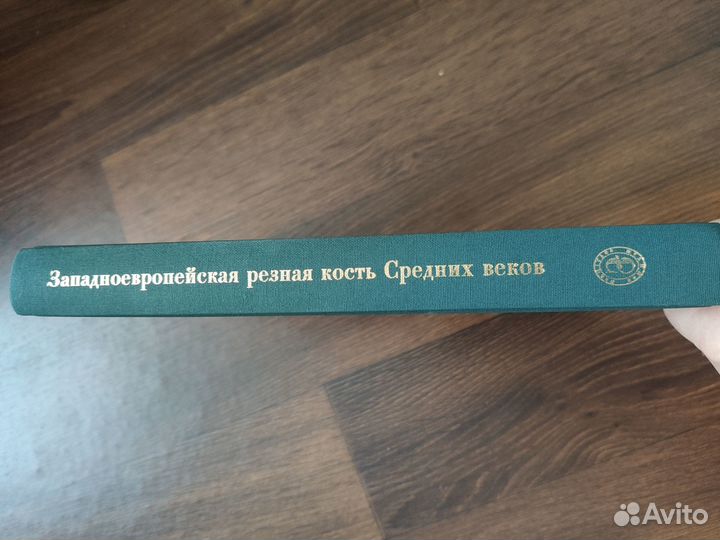 Западноевропейская резная кость Средних веков
Avito